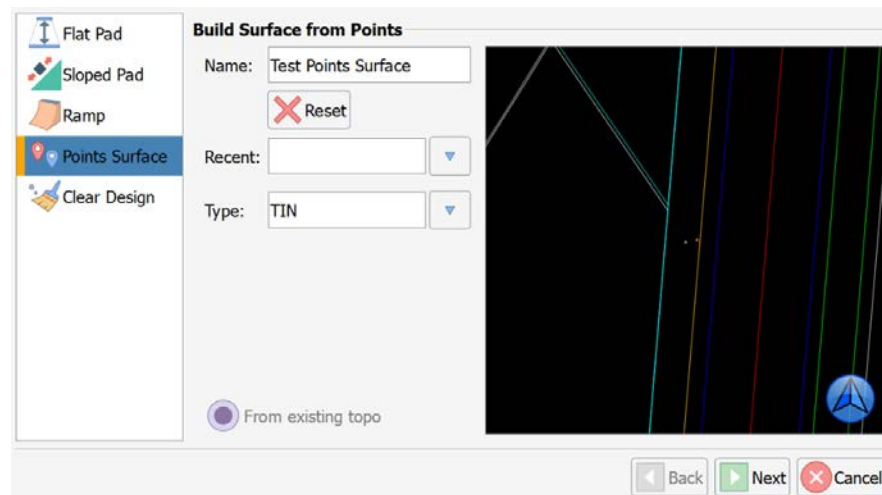 Flat Pad
Sloped Pad
Ramp
Points Surface
Clear Design
Build Surface from Points
Name: Test Points Surface
Reset
Recent:
Type: TIN
From existing topo
Back Next Cancel